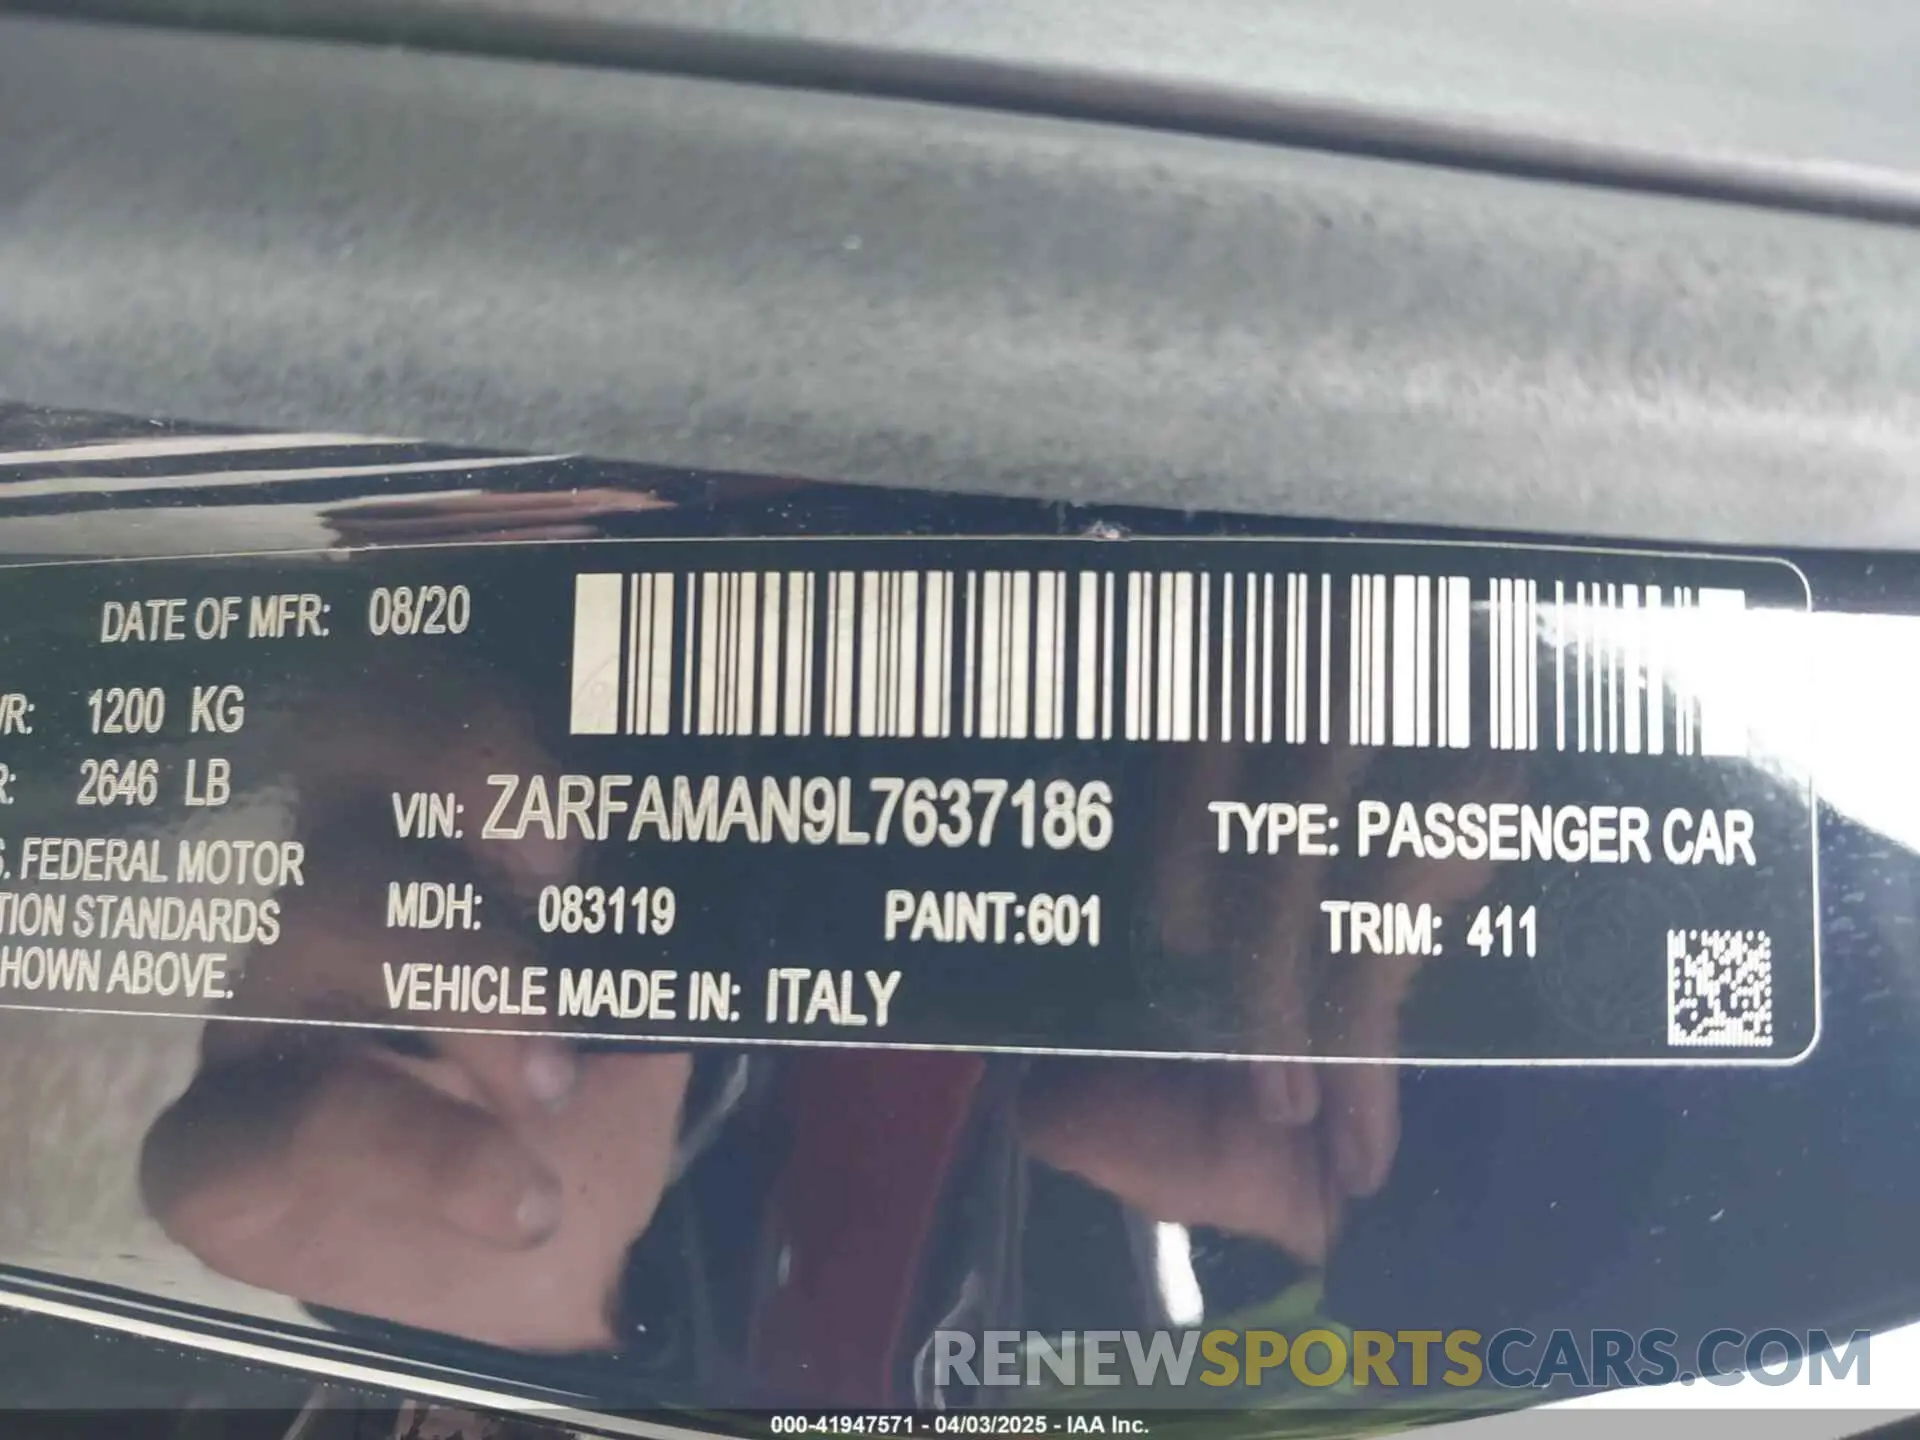 DATE OF MFR: 08/20
VR: 1200 KG
R: 2646 LB
VIN: ZARFAMAN9L7637186
TYPE: PASSENGER CAR
S. FEDERAL MOTOR
TION STANDARDS
HOWN ABOVE.
MDH: 083119
PAINT:601
TRIM: 411
VEHICLE MADE IN: ITALY
RENEWSPORTSCARS.COM
000-41947571 - 04/03/2025 - IAA Inc.